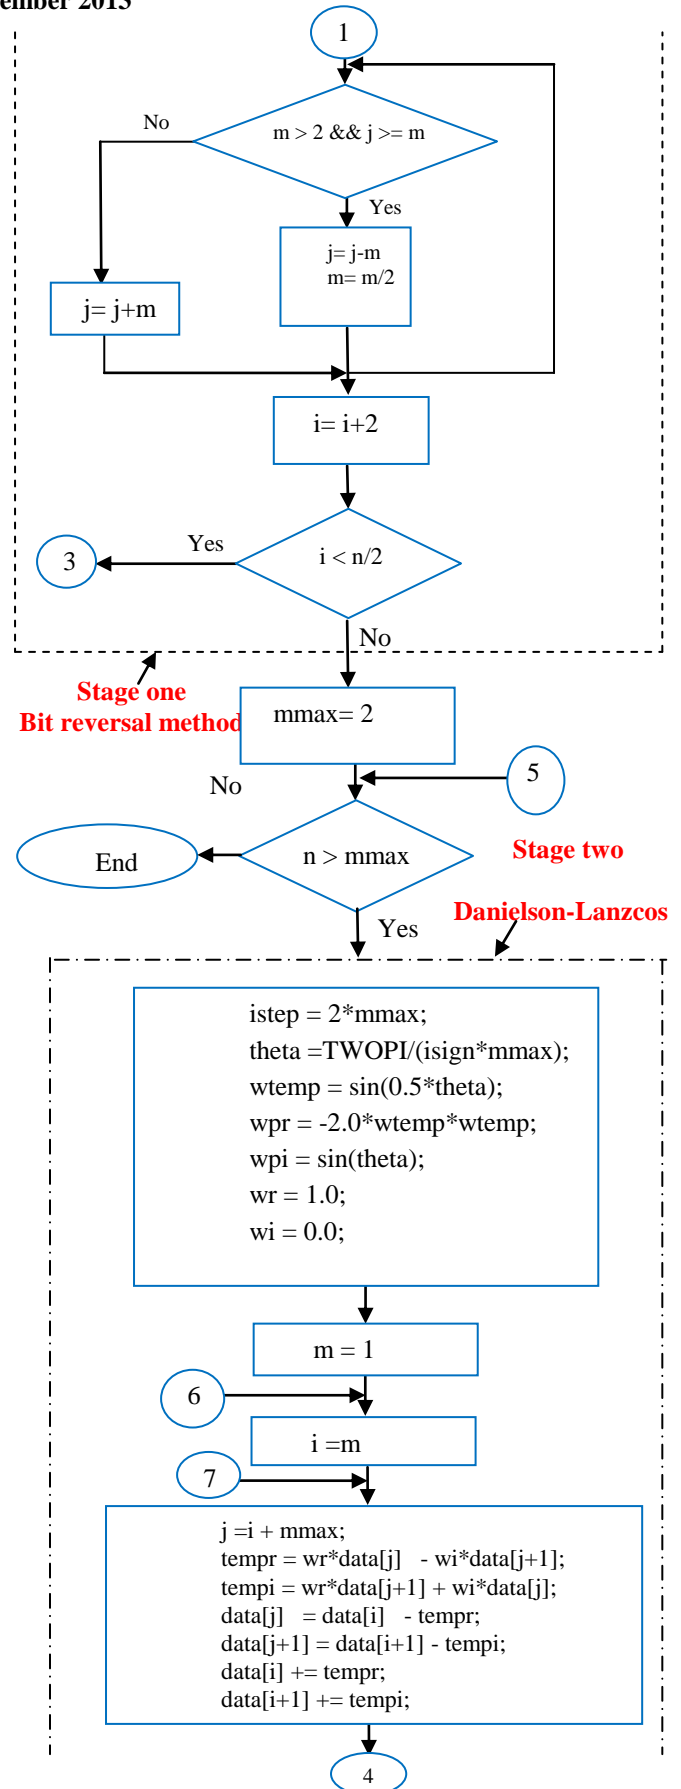 ember 2013
1
m > 2 && j >= m
No
Yes
j= j-m
m= m/2
j= j+m
i= i+2
i < n/2
Yes
3
No
Stage one
Bit reversal method
mmax= 2
5
No
n > mmax
End
Stage two
Yes
Danielson-Lanzcos
istep = 2*mmax;
theta =TWOPI/(isign*mmax);
wtemp = sin(0.5*theta);
wpr = -2.0*wtemp*wtemp;
wpi = sin(theta);
wr = 1.0;
wi = 0.0;
m = 1
6
i =m
7
j =i + mmax;
tempr = wr*data[j] - wi*data[j+1];
tempi = wr*data[j+1] + wi*data[j];
data[j] = data[i] - tempr;
data[j+1] = data[i+1] - tempi;
data[i] += tempr;
data[i+1] += tempi;
4